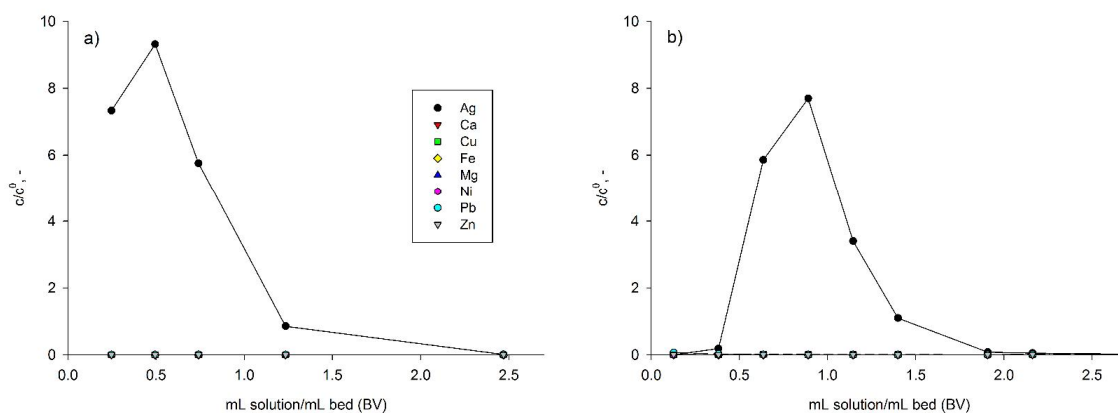 a)
10
8
6
4
2
0
c/c⁰, -
0.0 0.5 1.0 1.5 2.0 2.5
mL solution/mL bed (BV)
Ag
Ca
Cu
Fe
Mg
Ni
Pb
Zn
b)
10
8
6
4
2
0
c/c⁰, -
0.0 0.5 1.0 1.5 2.0 2.5
mL solution/mL bed (BV)